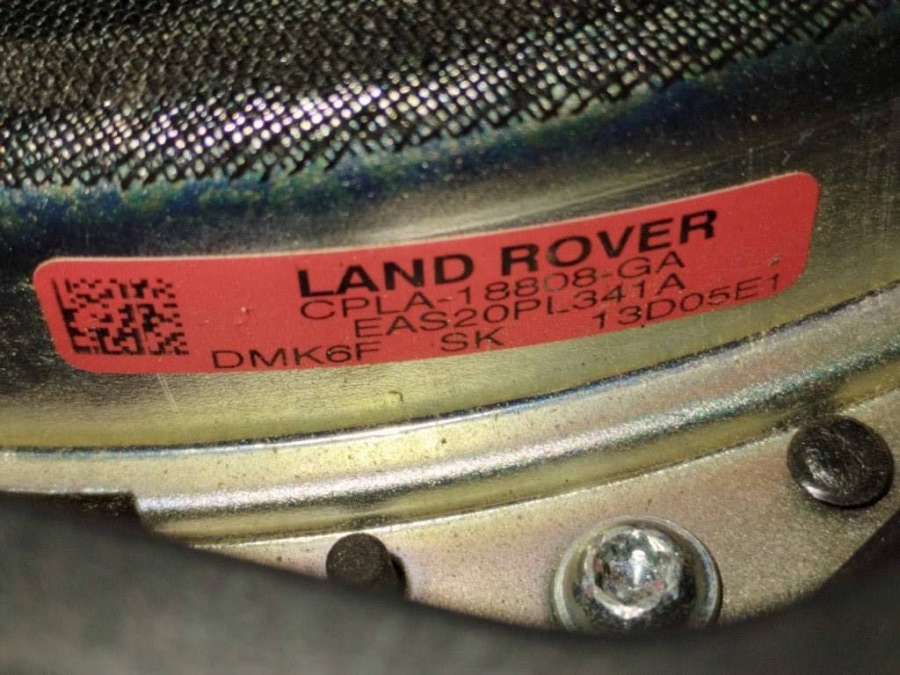 LAND ROVER
CPLA-18808-GA
EAS20PL341A
DMK6F SK 13D05E1